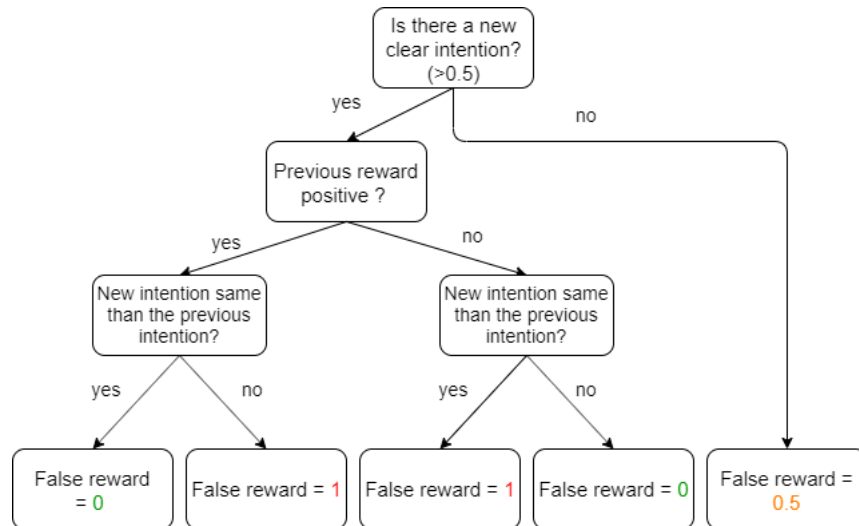 Is there a new
clear intention?
(>0.5)
yes
no
Previous reward
positive ?
yes
no
New intention same
than the previous
intention?
New intention same
than the previous
intention?
yes
no
yes
no
False reward
= 0
False reward = 1
False reward = 1
False reward = 0
False reward =
0.5